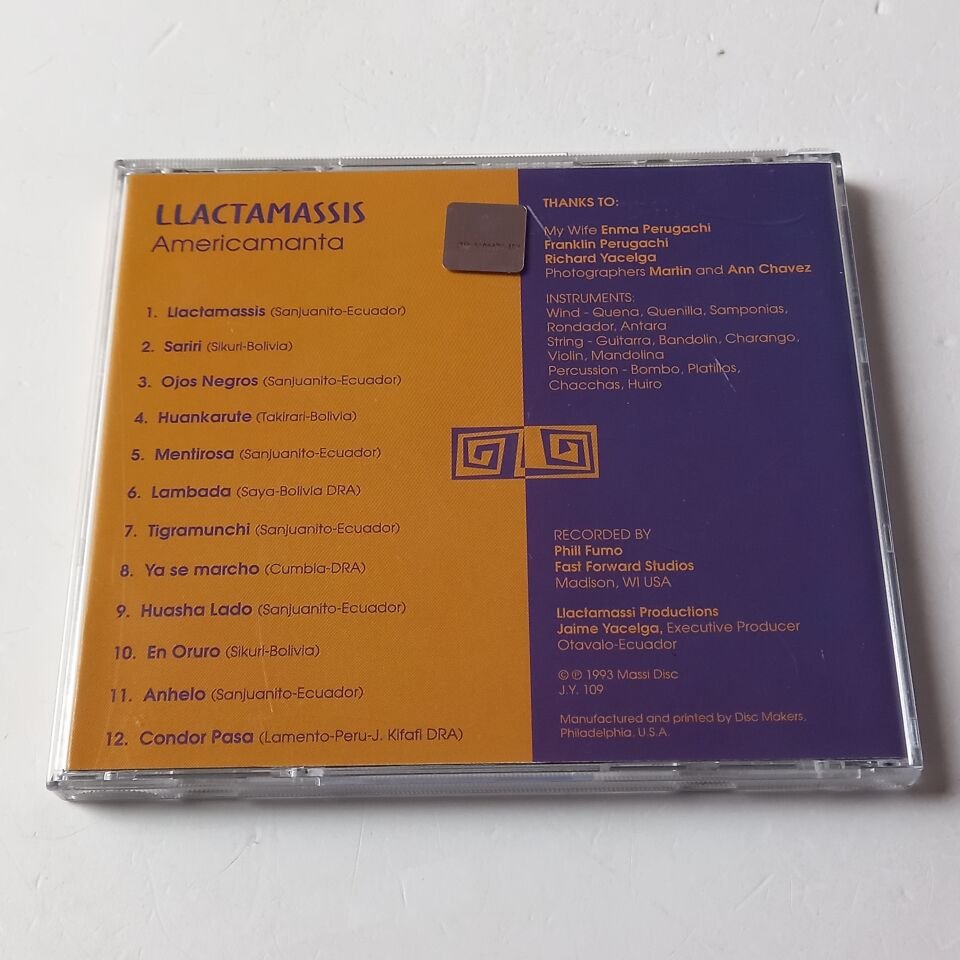 LLACTAMASSIS
Americamanta
1. Llactamassis (Sanjuanito-Ecuador)
2. Sariri (Sikuri-Bolivia)
3. Ojos Negros (Sanjuanito-Ecuador)
4. Huankarute (Takirari-Bolivia)
5. Mentirosa (Sanjuanito-Ecuador)
6. Lambada (Saya-Bolivia DRA)
7. Tigramunchi (Sanjuanito-Ecuador)
8. Ya se marcho (Cumbia-DRA)
9. Huasha Lado (Sanjuanito-Ecuador)
10. En Oruro (Sikuri-Bolivia)
11. Anhelo (Sanjuanito-Ecuador)
12. Condor Pasa (Lamento-Peru-J. Kifafi DRA)
THANKS TO:
My Wife Enma Perugachi
Franklin Perugachi
Richard Yacelga
Photographers Marlin and Ann Chavez
INSTRUMENTS:
Wind - Quena, Quenilla, Samponias,
Rondador, Antara
String - Guitarra, Bandolin, Charango,
Violin, Mandolina
Percussion - Bombo, Platillos,
Chacchas, Huiro
RECORDED BY
Phill Fumo
Fast Forward Studios
Madison, WI USA
Llactamassi Productions
Jaime Yacelga, Executive Producer
Otavalo-Ecuador
© ℗ 1993 Massi Disc
J.Y. 109
Manufactured and printed by Disc Makers,
Philadelphia, U.S.A.